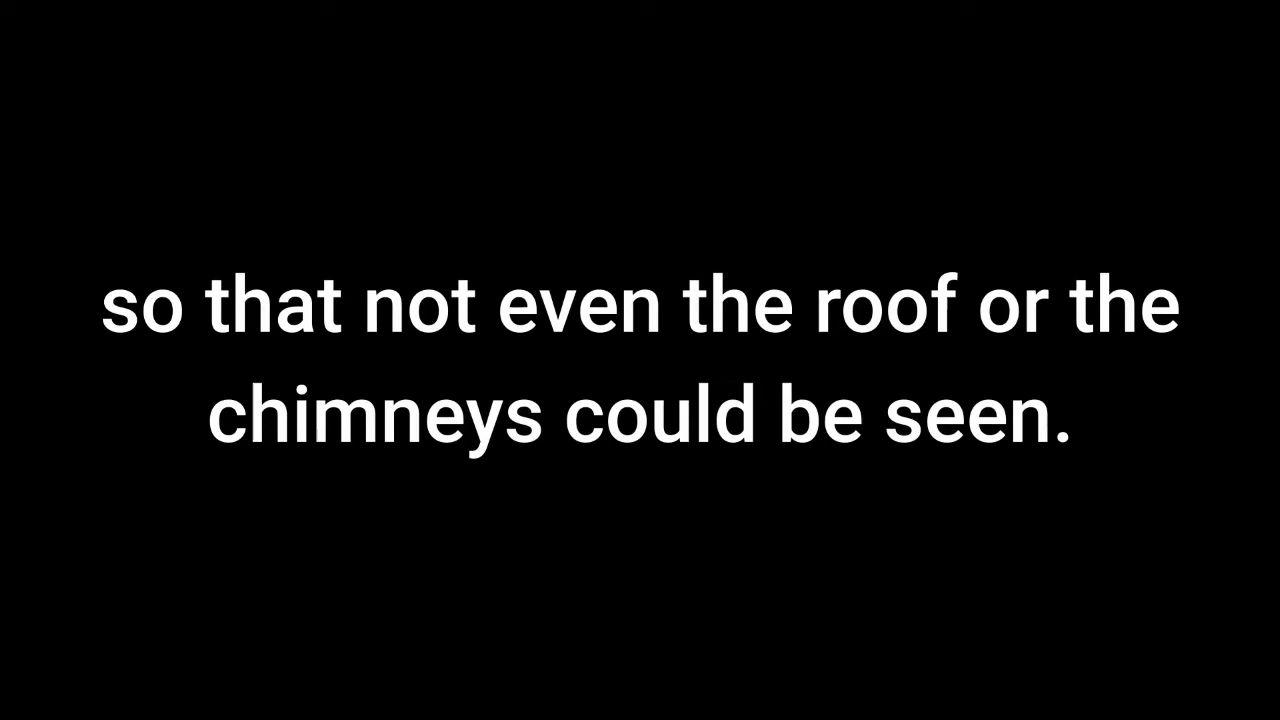 so that not even the roof or the
chimneys could be seen.